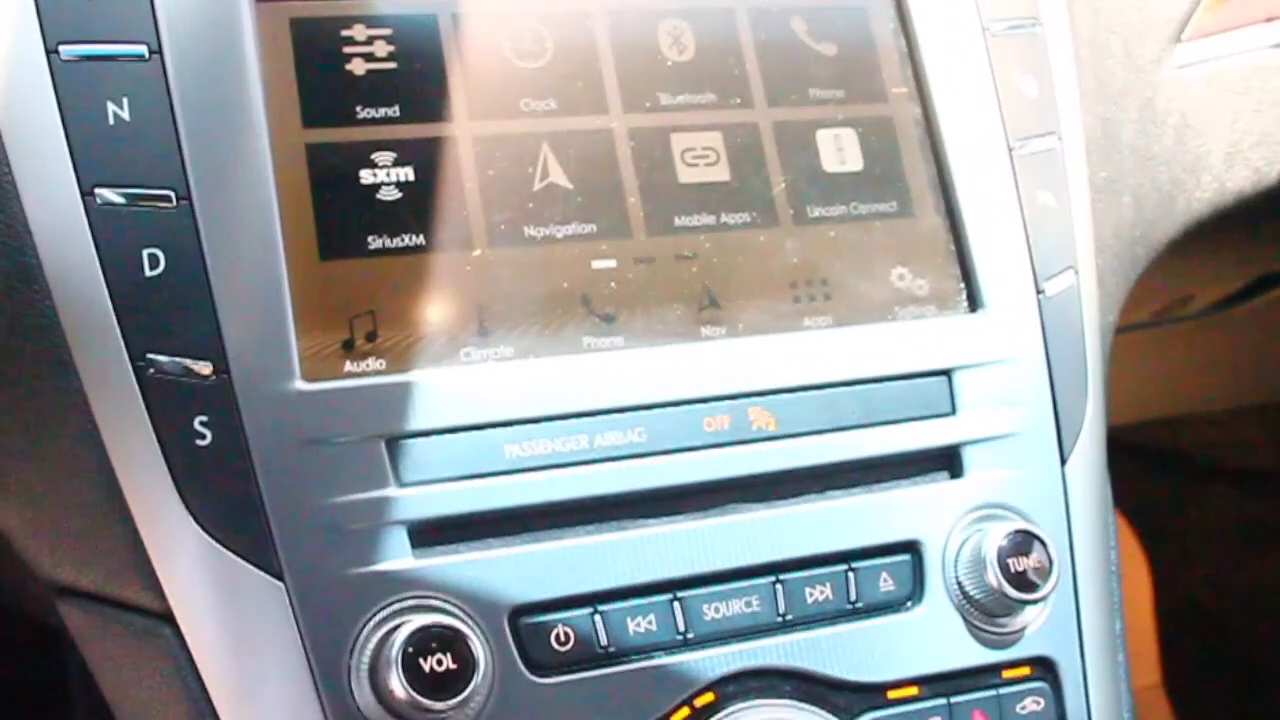 N
D
S
Sound
Clock
Bluetooth
Phone
sxm
SiriusXM
Navigation
Mobile Apps
Lincoln Connect
Audio
Climate
Phone
Nav
Apps
Settings
PASSENGER AIRBAG OFF
SOURCE
VOL
TUNE